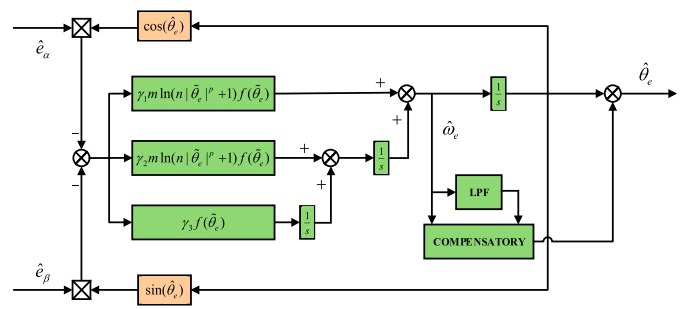 ê_α
cos(θ̂_e)
γ₁m ln(n|θ̃_e|^p +1) f(θ̃_e)
+
+
1/s
θ̂_e
ω̂_e
−
−
γ₂m ln(n|θ̃_e|^p +1) f(θ̃_e)
+
+
1/s
γ₃ f(θ̃_e)
1/s
LPF
COMPENSATORY
ê_β
sin(θ̂_e)